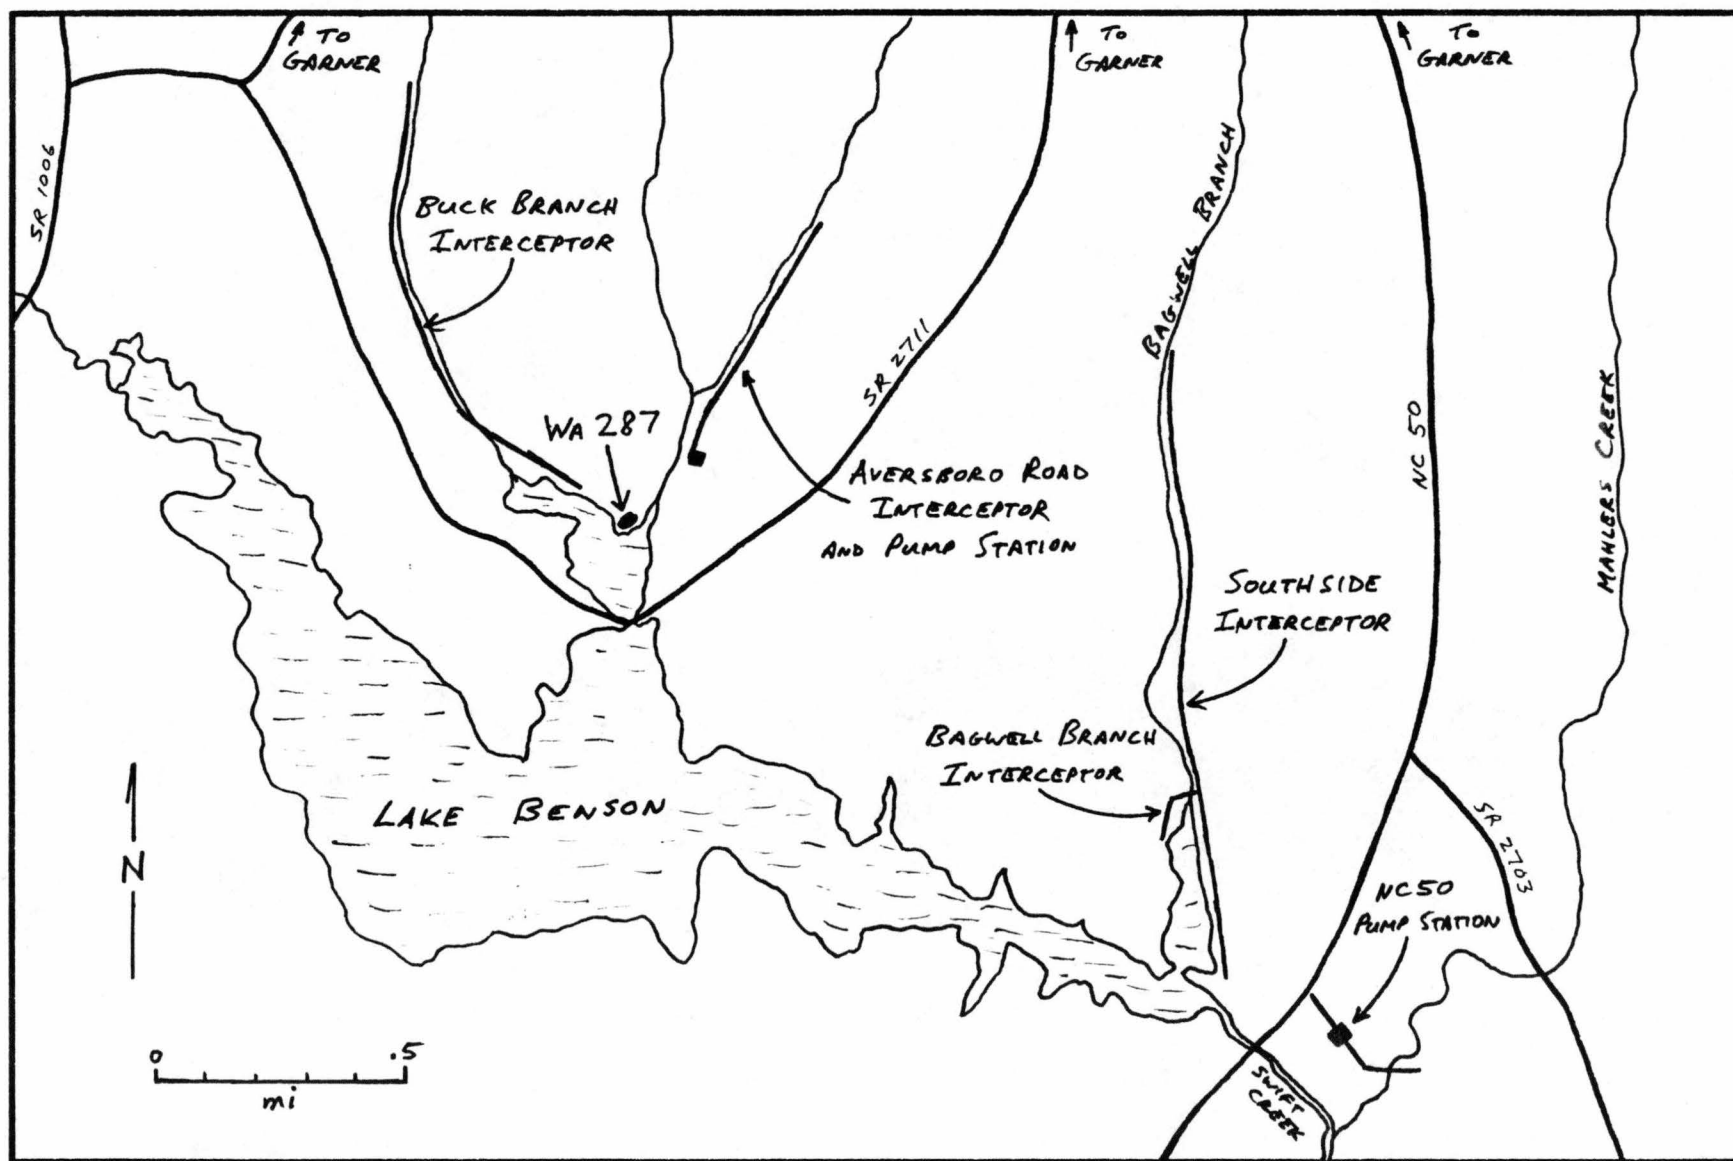 TO
GARNER
TO
GARNER
TO
GARNER
SR 1006
BUCK BRANCH
INTERCEPTOR
BAGWELL BRANCH
SR 2711
NC 50
MAHLERS CREEK
WA 287
AVERSBORO ROAD
INTERCEPTOR
AND PUMP STATION
SOUTHSIDE
INTERCEPTOR
BAGWELL BRANCH
INTERCEPTOR
LAKE BENSON
N
SR 2703
NC 50
PUMP STATION
0 .5
mi
SWIFT
CREEK